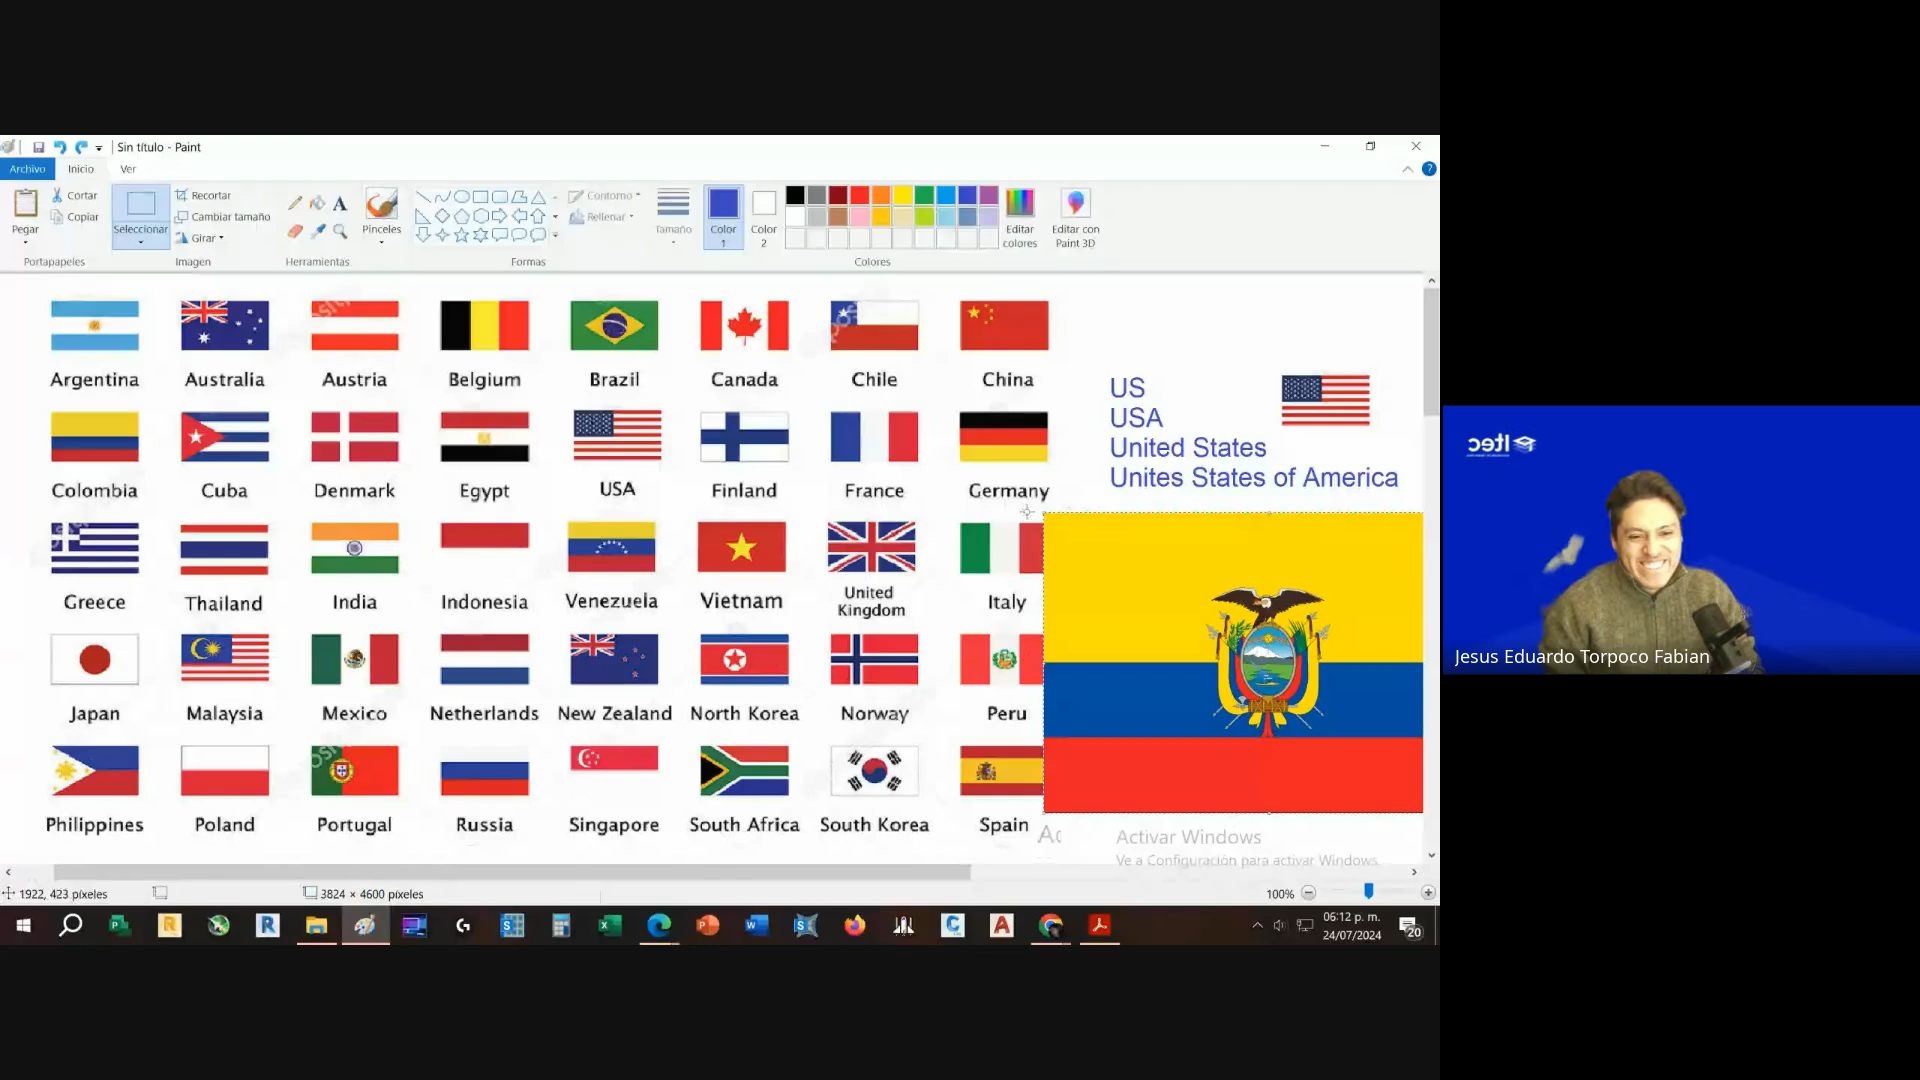 Sin título - Paint
Archivo
Inicio
Ver
Pegar
Cortar
Copiar
Portapapeles
Seleccionar
Recortar
Cambiar tamaño
Girar
Imagen
A
Herramientas
Pinceles
Formas
Contorno
Rellenar
Tamaño
Color 1
Color 2
Colores
Editar colores
Editar con Paint 3D
Argentina
Australia
Austria
Belgium
Brazil
Canada
Chile
China
Colombia
Cuba
Denmark
Egypt
USA
Finland
France
Germany
US
USA
United States
Unites States of America
Greece
Thailand
India
Indonesia
Venezuela
Vietnam
United
Kingdom
Italy
Japan
Malaysia
Mexico
Netherlands
New Zealand
North Korea
Norway
Peru
Philippines
Poland
Portugal
Russia
Singapore
South Africa
South Korea
Spain
Activar Windows
Ve a Configuración para activar Windows.
1922, 423 píxeles
3824 × 4600 píxeles
100%
06:12 p. m.
24/07/2024
20
Itec
Jesus Eduardo Torpoco Fabian